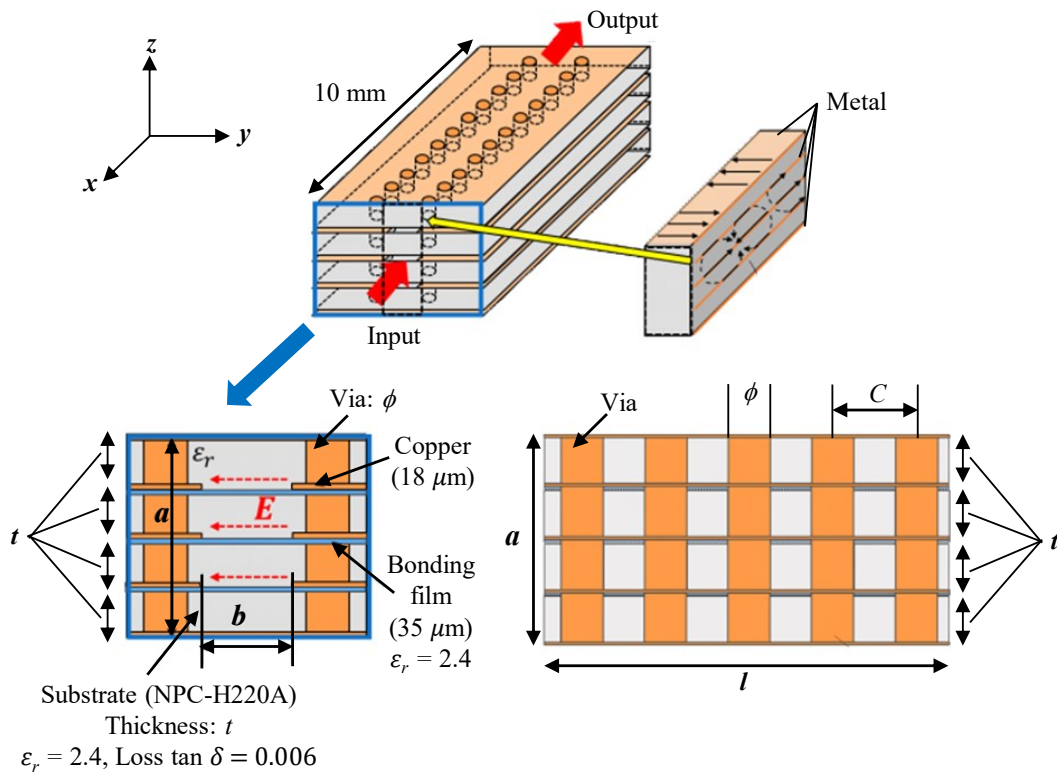 Output
z
10 mm
Metal
y
x
Input
Via: ϕ
εr
Copper
(18 μm)
a
E
t
b
Bonding
film
(35 μm)
εr = 2.4
Substrate (NPC-H220A)
Thickness: t
εr = 2.4, Loss tan δ = 0.006
Via
ϕ
C
a
t
l